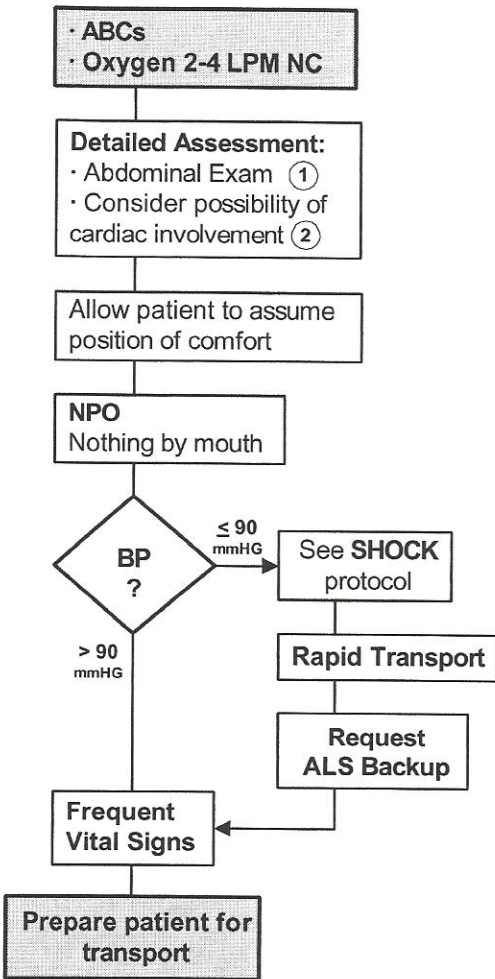 · ABCs
· Oxygen 2-4 LPM NC
Detailed Assessment:
· Abdominal Exam ①
· Consider possibility of
cardiac involvement ②
Allow patient to assume
position of comfort
NPO
Nothing by mouth
BP
?
≤ 90
mmHG
See SHOCK
protocol
> 90
mmHG
Rapid Transport
Request
ALS Backup
Frequent
Vital Signs
Prepare patient for
transport